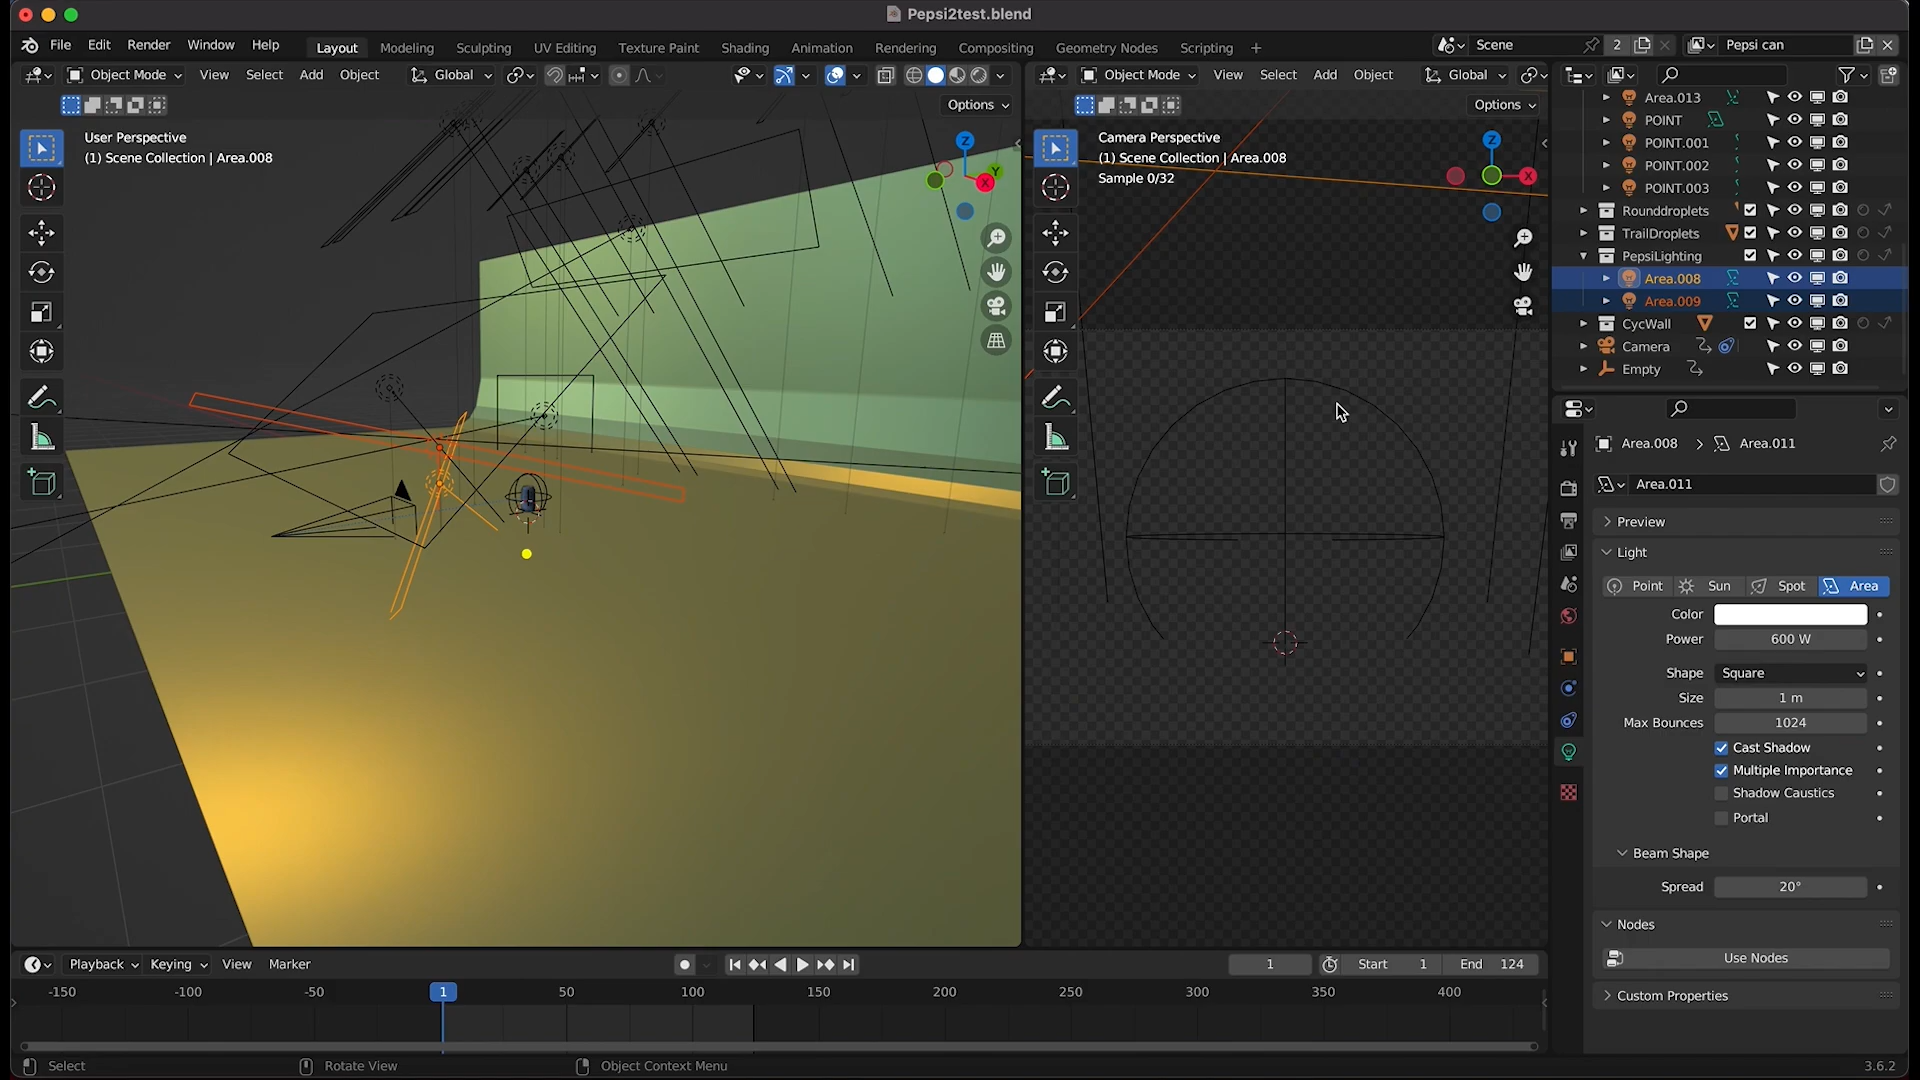 Pepsi2test.blend
File Edit Render Window Help Layout Modeling Sculpting UV Editing Texture Paint Shading Animation Rendering Compositing Geometry Nodes Scripting + Scene 2 Pepsi can
Object Mode View Select Add Object Global Object Mode View Select Add Object Global
Options Options
User Perspective
(1) Scene Collection | Area.008
Z
Y
X
Camera Perspective
(1) Scene Collection | Area.008
Sample 0/32
Z
X
Area.013
POINT
POINT.001
POINT.002
POINT.003
Rounddroplets
TrailDroplets
PepsiLighting
Area.008
Area.009
CycWall
Camera
Empty
Area.008 > Area.011
Area.011
Preview
Light
Point Sun Spot Area
Color
Power 600 W
Shape Square
Size 1 m
Max Bounces 1024
Cast Shadow
Multiple Importance
Shadow Caustics
Portal
Beam Shape
Spread 20°
Nodes
Use Nodes
Custom Properties
Playback Keying View Marker 1 Start 1 End 124
-150 -100 -50 1 50 100 150 200 250 300 350 400
Select Rotate View Object Context Menu 3.6.2